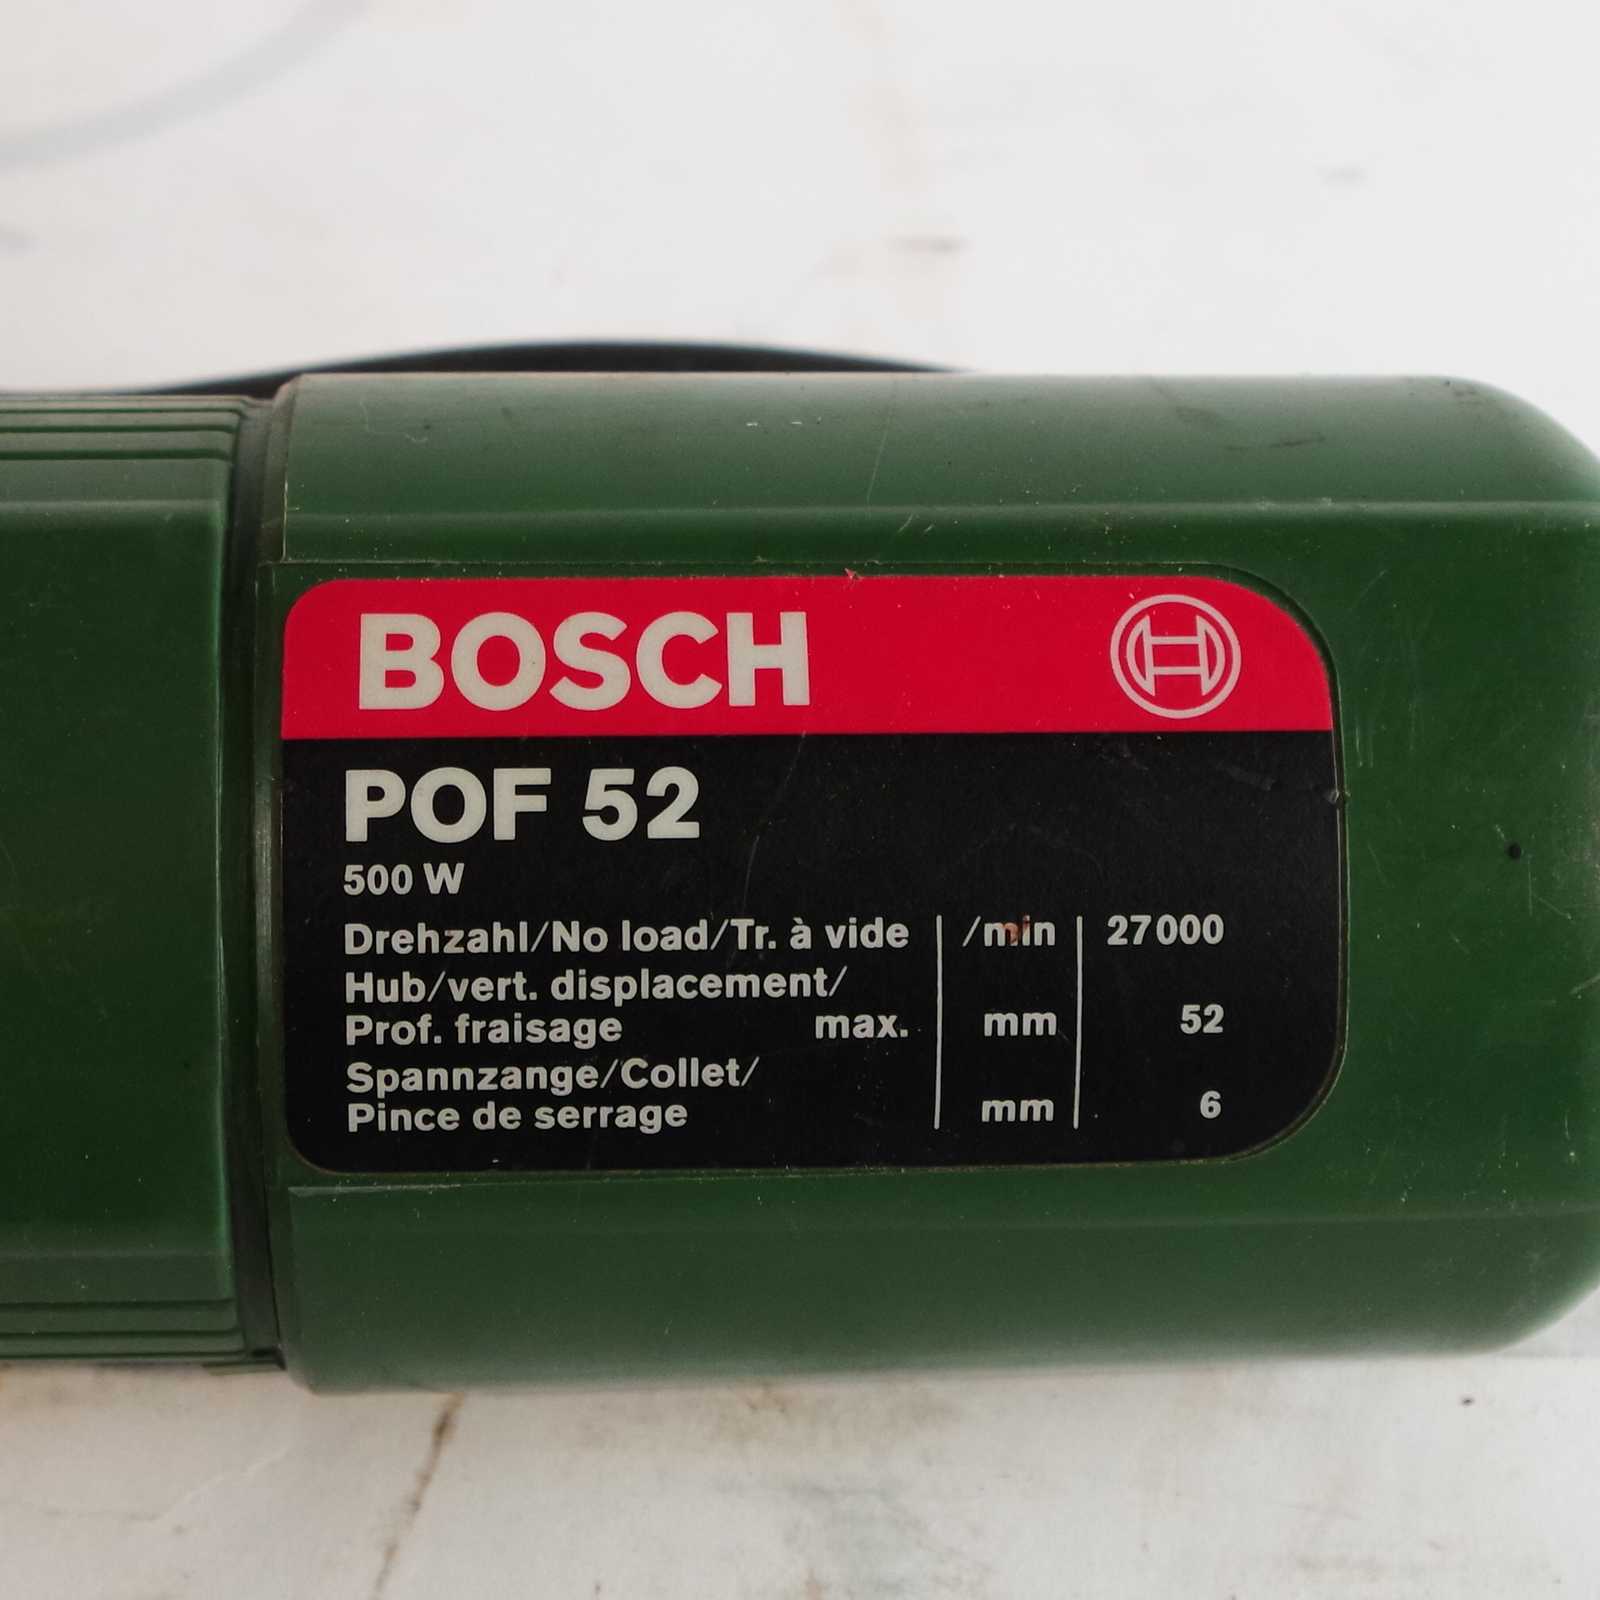 BOSCH
POF 52
500 W
Drehzahl/No load/Tr. à vide /min 27000
Hub/vert. displacement/
Prof. fraisage max. mm 52
Spannzange/Collet/
Pince de serrage mm 6